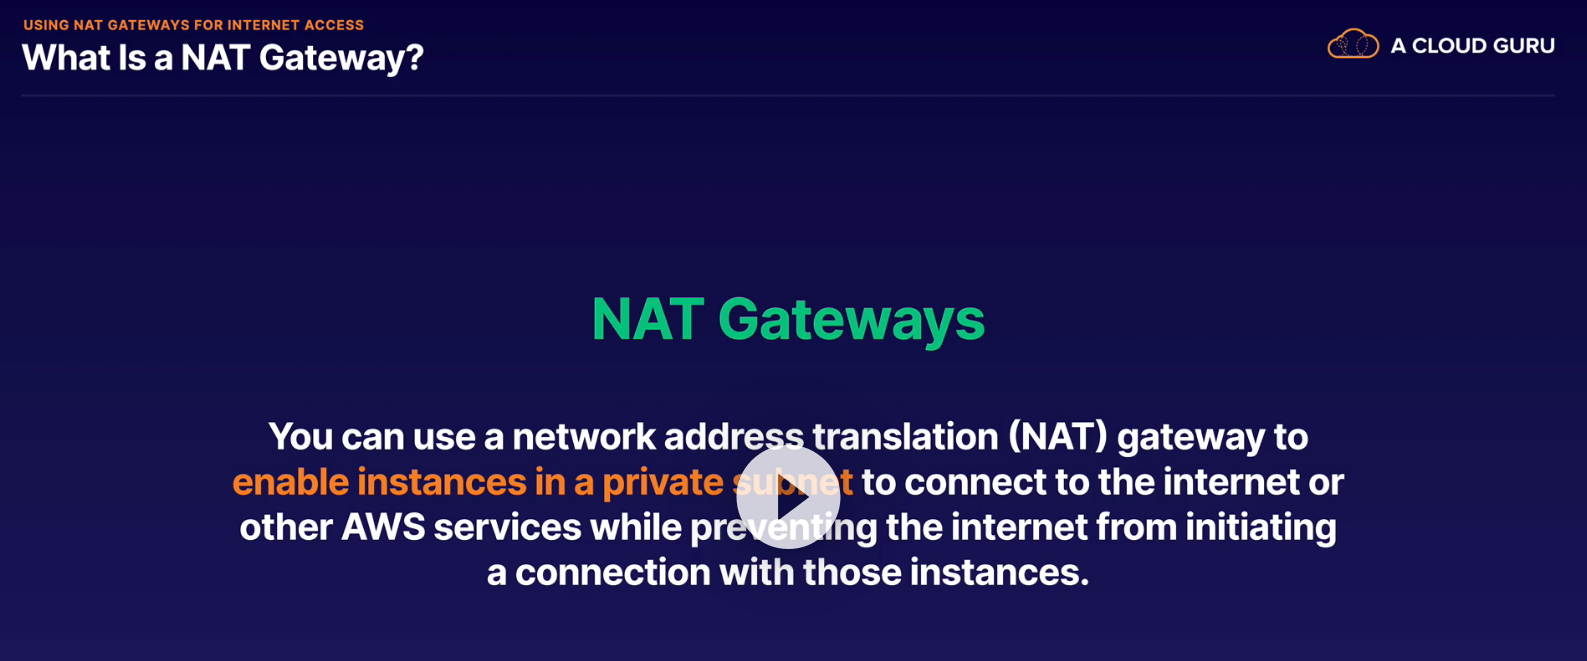 USING NAT GATEWAYS FOR INTERNET ACCESS
What Is a NAT Gateway?
A CLOUD GURU
NAT Gateways
You can use a network address translation (NAT) gateway to
enable instances in a private subnet to connect to the internet or
other AWS services while preventing the internet from initiating
a connection with those instances.